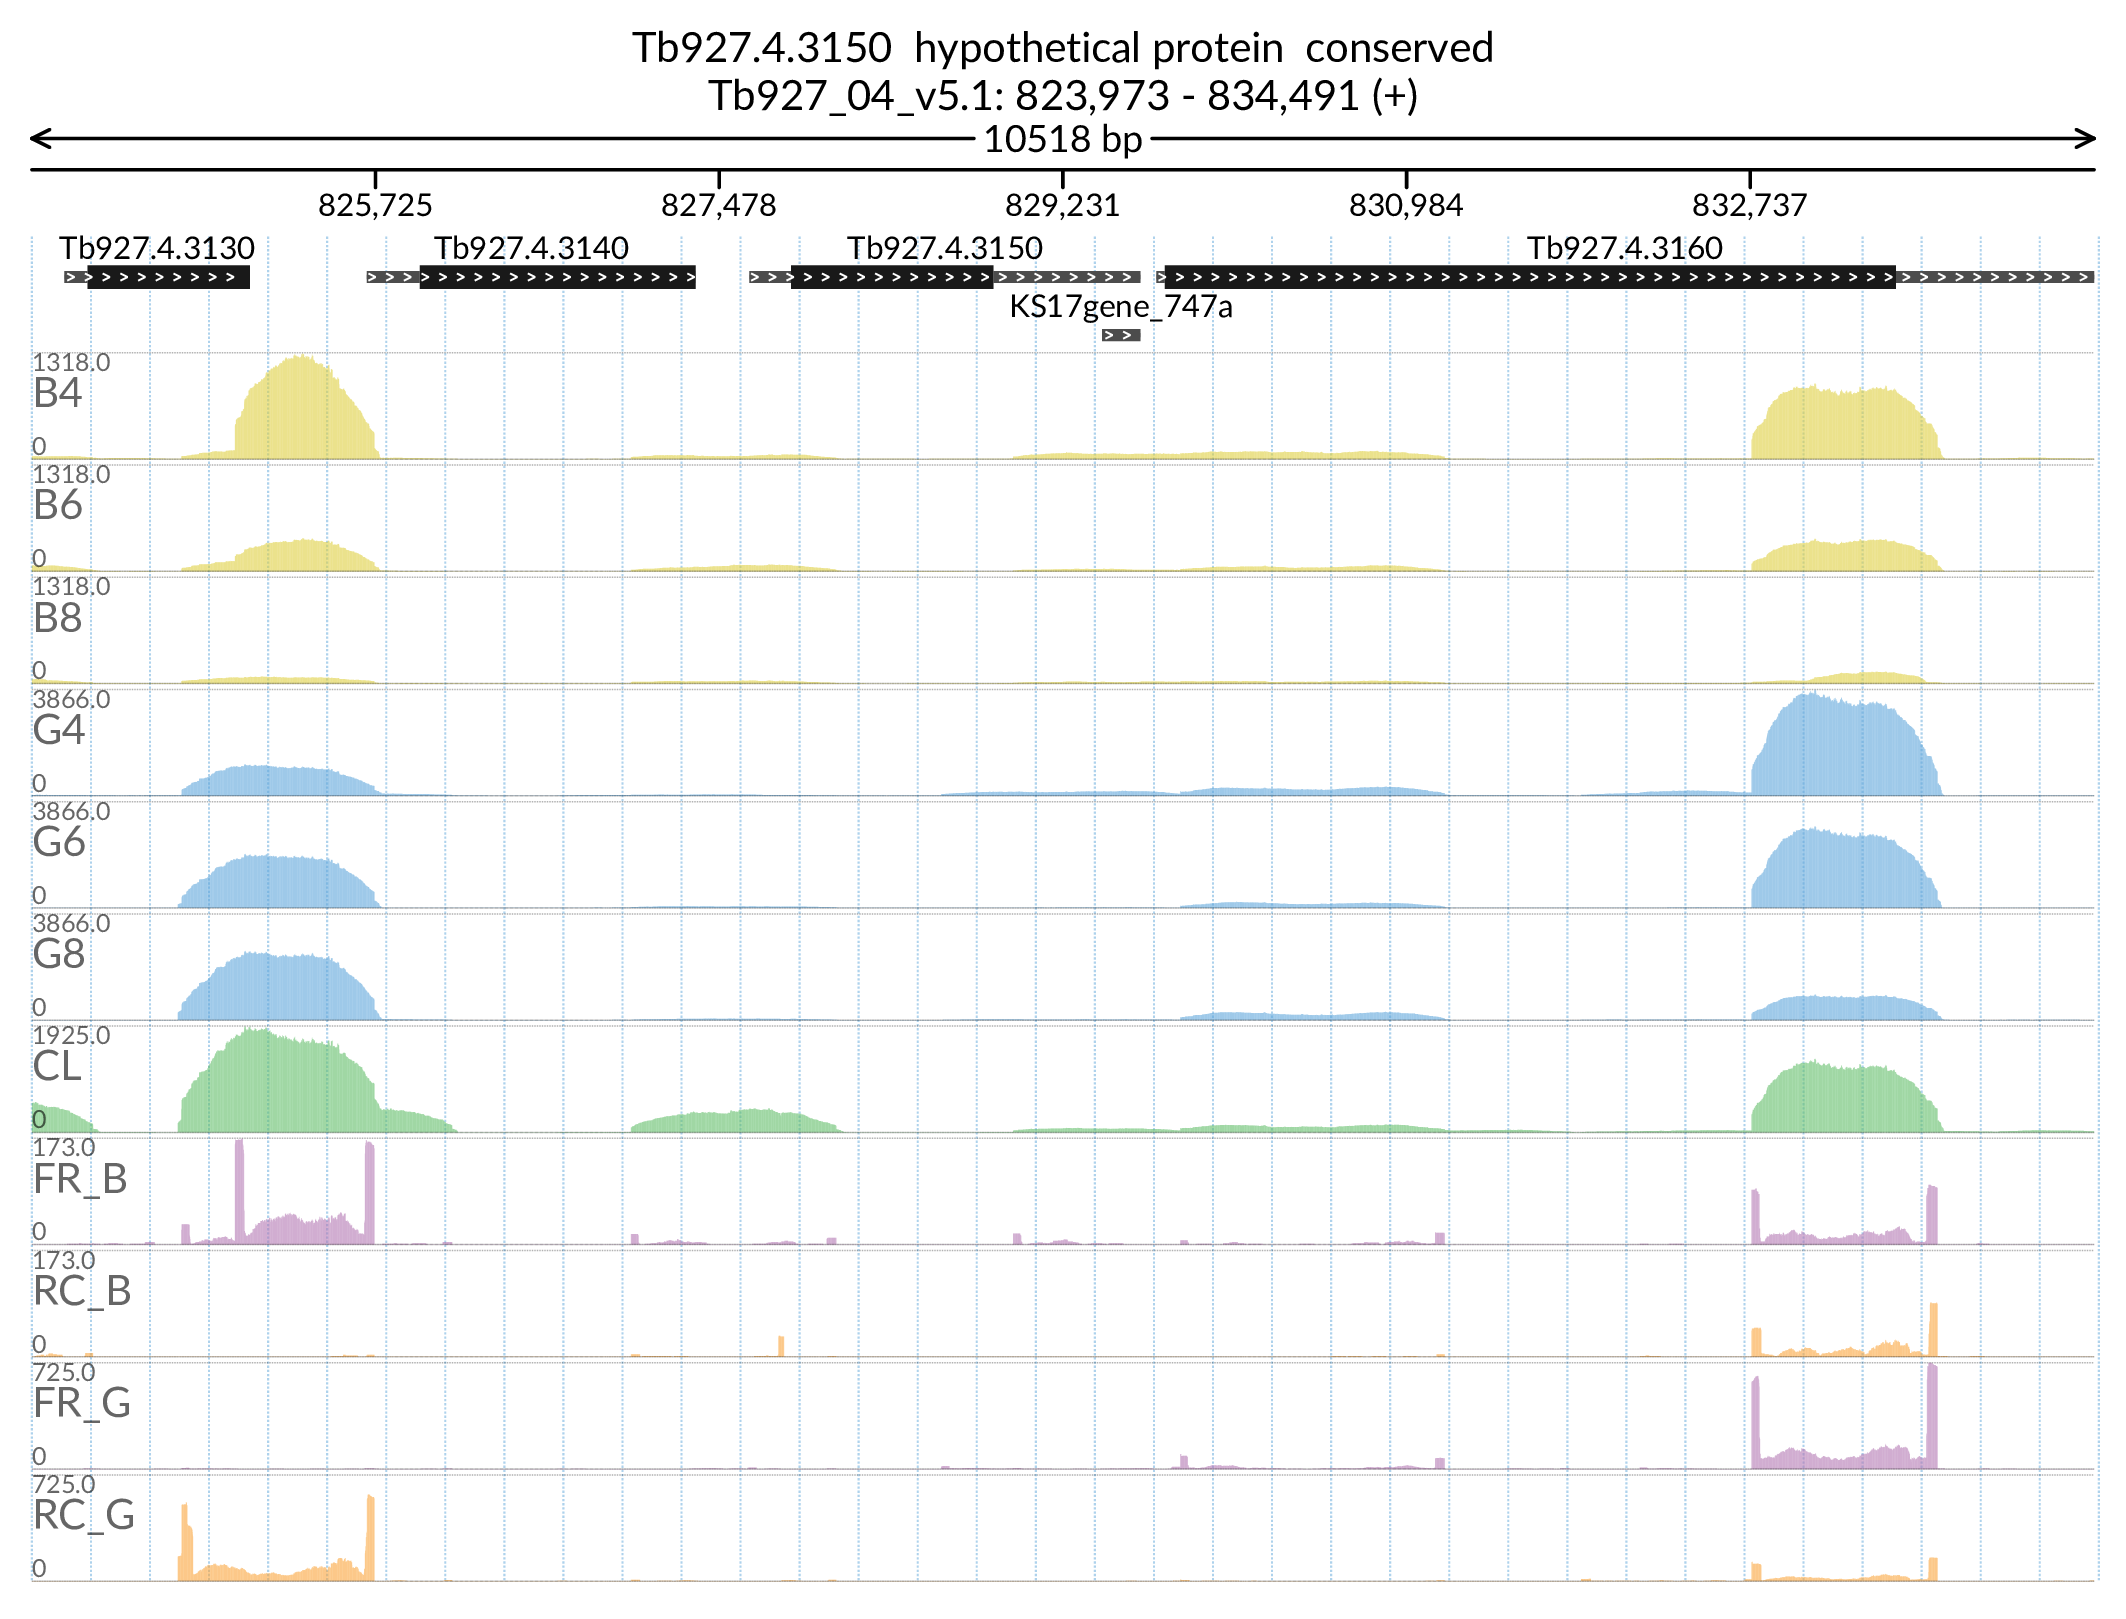 Tb927.4.3150  hypothetical protein  conserved
Tb927_04_v5.1: 823,973 - 834,491 (+)
10518 bp
825,725 827,478 829,231 830,984 832,737
Tb927.4.3130 Tb927.4.3140 Tb927.4.3150 Tb927.4.3160
KS17gene_747a
1318.0
B4
0
1318.0
B6
0
1318.0
B8
0
3866.0
G4
0
3866.0
G6
0
3866.0
G8
0
1925.0
CL
0
173.0
FR_B
0
173.0
RC_B
0
725.0
FR_G
0
725.0
RC_G
0